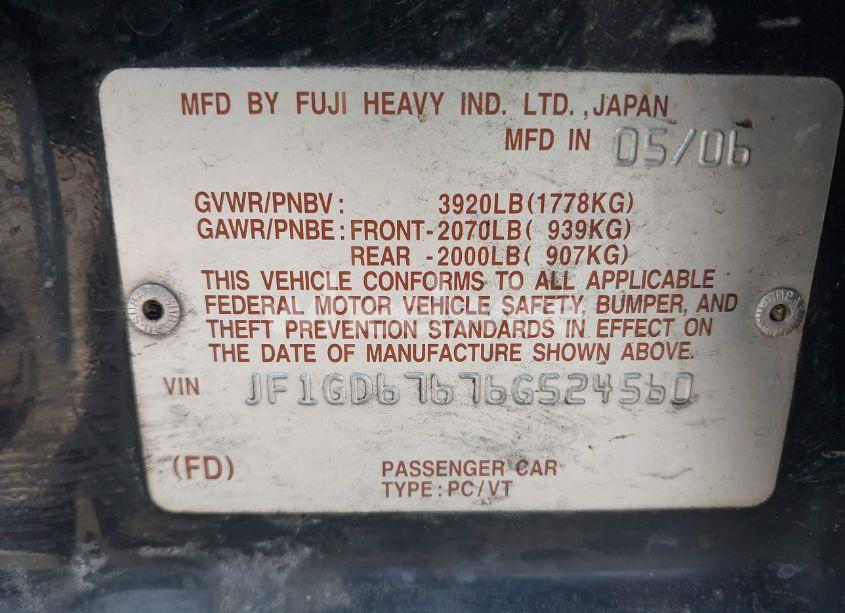 MFD BY FUJI HEAVY IND. LTD., JAPAN
MFD IN 05/06
GVWR/PNBV: 3920LB(1778KG)
GAWR/PNBE: FRONT-2070LB( 939KG)
REAR -2000LB( 907KG)
THIS VEHICLE CONFORMS TO ALL APPLICABLE
FEDERAL MOTOR VEHICLE SAFETY, BUMPER, AND
THEFT PREVENTION STANDARDS IN EFFECT ON
THE DATE OF MANUFACTURE SHOWN ABOVE.
VIN JF1GD67676G524560
(FD) PASSENGER CAR
TYPE: PC/VT